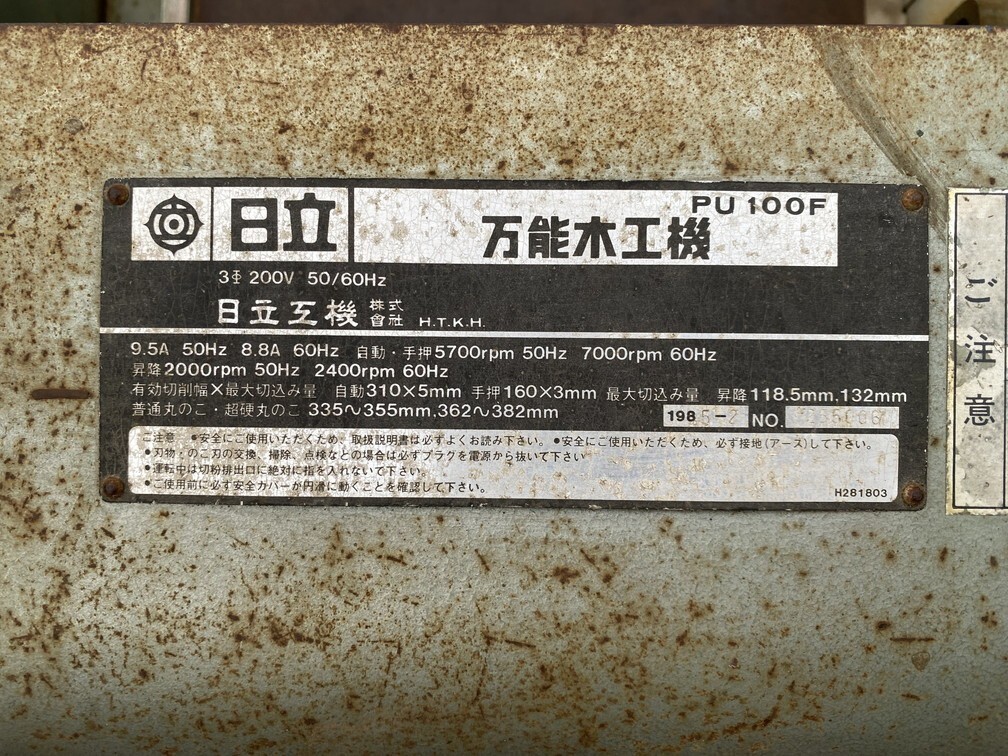 日立
PU 100F
万能木工機
3Φ 200V 50/60Hz
日立工機 株式會社 H.T.K.H.
9.5A 50Hz 8.8A 60Hz 自動・手押5700rpm 50Hz 7000rpm 60Hz
昇降2000rpm 50Hz 2400rpm 60Hz
有効切削幅×最大切込み量 自動310×5mm 手押160×3mm 最大切込み量 昇降118.5mm,132mm
普通丸のこ・超硬丸のこ 335〜355mm,362〜382mm
198 NO.
ご注意 ●安全にご使用いただくため、取扱説明書は必ずよくお読み下さい。●安全にご使用いただくため、必ず接地(アース)して下さい。
●刃物・のこ刃の交換、掃除、点検などの場合は必ずプラグを電源から抜いて下さい
●運転中は切粉排出口に絶対に指を入れないで下さい。
●ご使用前に必ず安全カバーが円滑に動くことを確認して下さい。
H281803
ご注意